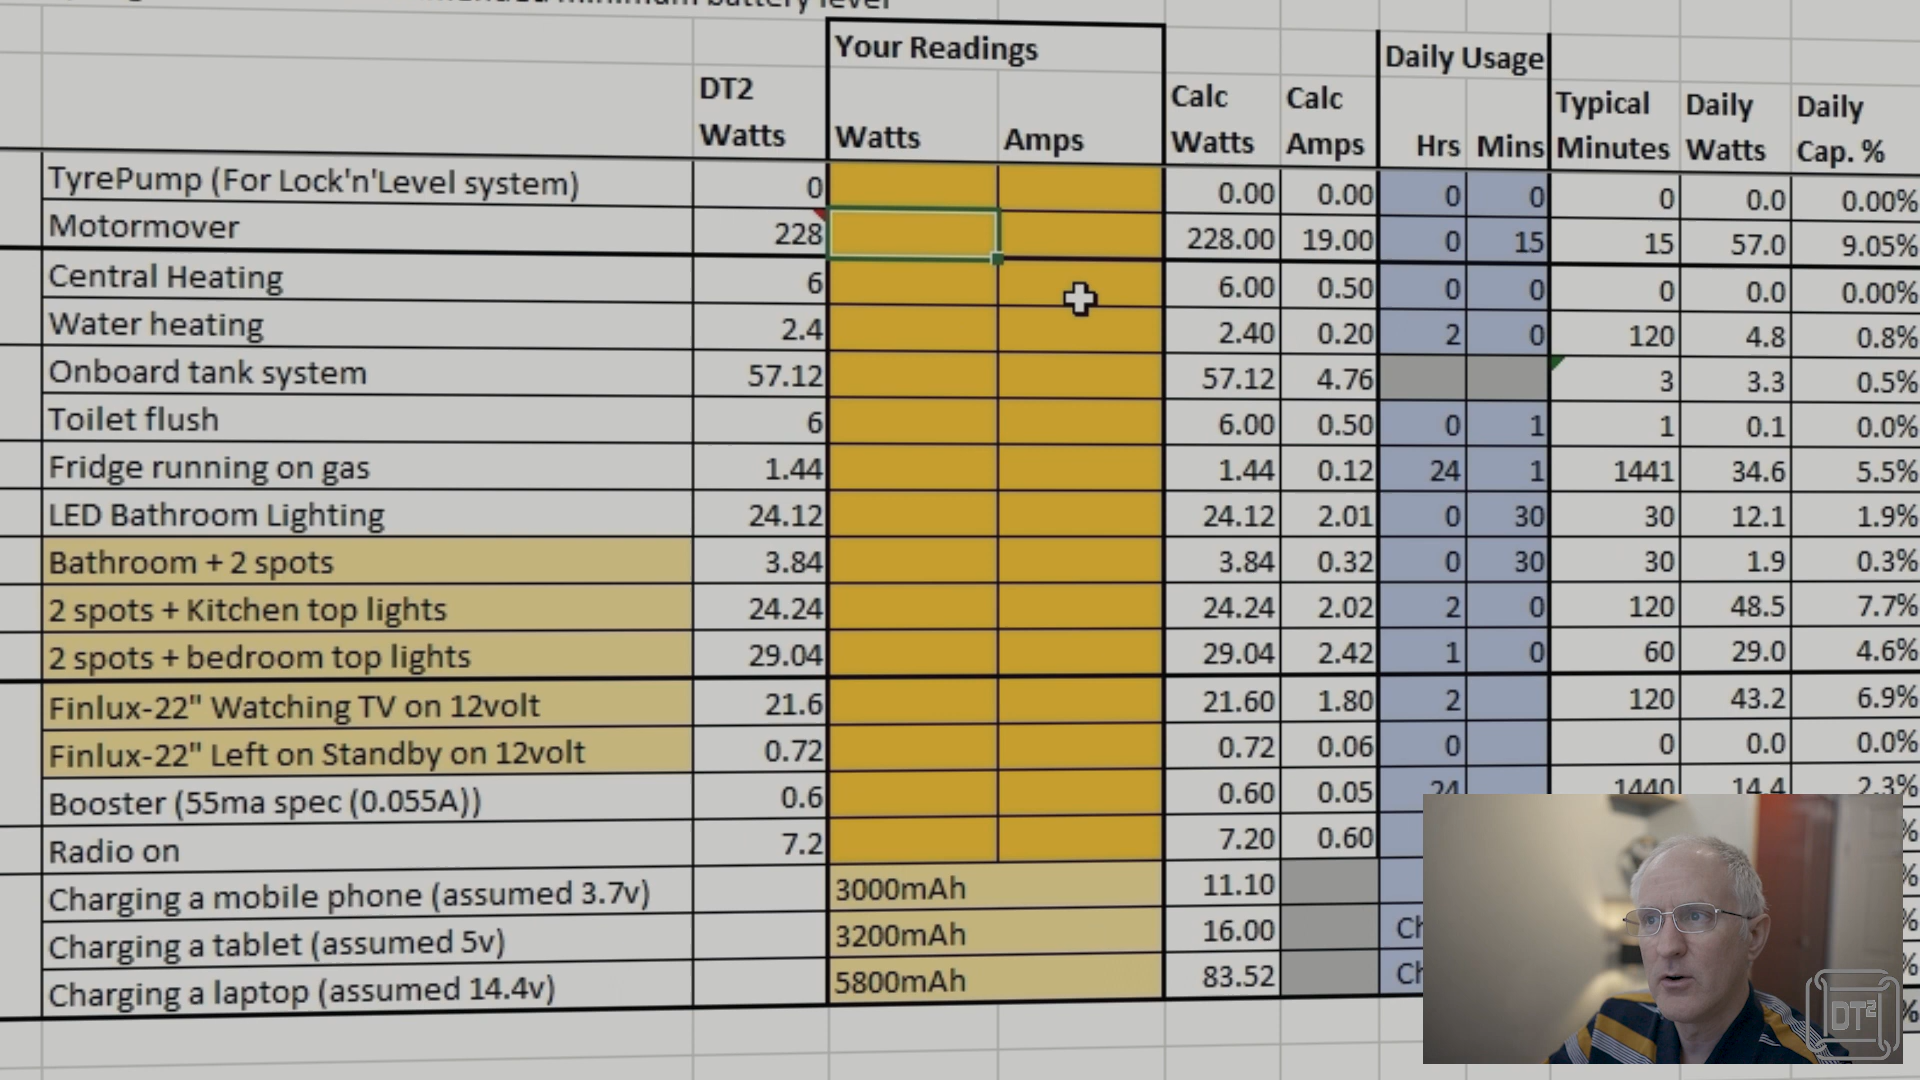 Your Readings
Daily Usage
DT2 Watts
Watts
Amps
Calc Watts
Calc Amps
Hrs
Mins
Typical Minutes
Daily Watts
Daily Cap. %
TyrePump (For Lock'n'Level system) 0 0.00 0.00 0 0 0 0.0 0.00%
Motormover 228 228.00 19.00 0 15 15 57.0 9.05%
Central Heating 6 6.00 0.50 0 0 0 0.0 0.00%
Water heating 2.4 2.40 0.20 2 0 120 4.8 0.8%
Onboard tank system 57.12 57.12 4.76 3 3.3 0.5%
Toilet flush 6 6.00 0.50 0 1 1 0.1 0.0%
Fridge running on gas 1.44 1.44 0.12 24 1 1441 34.6 5.5%
LED Bathroom Lighting 24.12 24.12 2.01 0 30 30 12.1 1.9%
Bathroom + 2 spots 3.84 3.84 0.32 0 30 30 1.9 0.3%
2 spots + Kitchen top lights 24.24 24.24 2.02 2 0 120 48.5 7.7%
2 spots + bedroom top lights 29.04 29.04 2.42 1 0 60 29.0 4.6%
Finlux-22" Watching TV on 12volt 21.6 21.60 1.80 2 120 43.2 6.9%
Finlux-22" Left on Standby on 12volt 0.72 0.72 0.06 0 0 0.0 0.0%
Booster (55ma spec (0.055A)) 0.6 0.60 0.05 24 1440 14.4 2.3%
Radio on 7.2 7.20 0.60
Charging a mobile phone (assumed 3.7v) 3000mAh 11.10
Charging a tablet (assumed 5v) 3200mAh 16.00
Charging a laptop (assumed 14.4v) 5800mAh 83.52
DT2